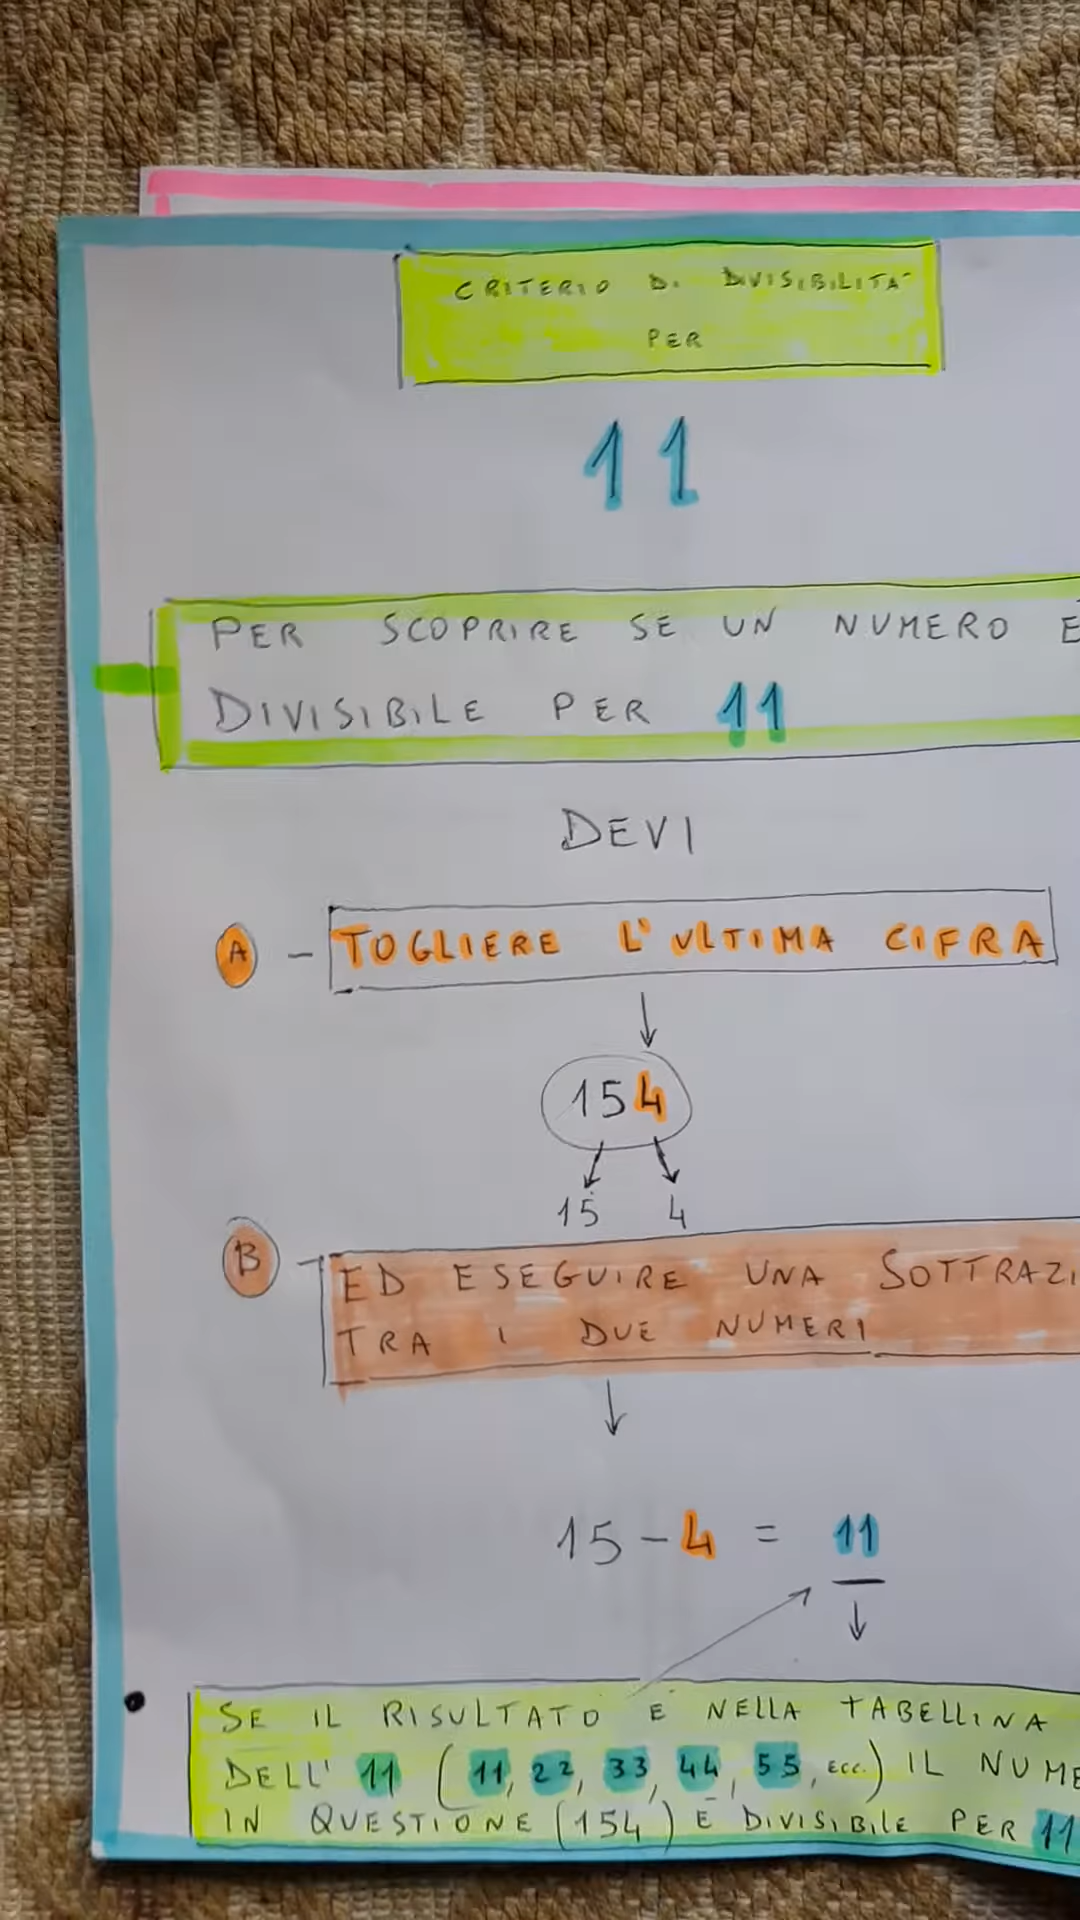 CRITERIO DI DIVISIBILITA'
PER
11
PER SCOPRIRE SE UN NUMERO E'
DIVISIBILE PER 11
DEVI
A - TOGLIERE L'ULTIMA CIFRA
154
15 4
B - ED ESEGUIRE UNA SOTTRAZI
TRA I DUE NUMERI
15 - 4 = 11
SE IL RISULTATO E' NELLA TABELLINA
DELL' 11 (11, 22, 33, 44, 55, ECC.) IL NUME
IN QUESTIONE (154) E' DIVISIBILE PER 11